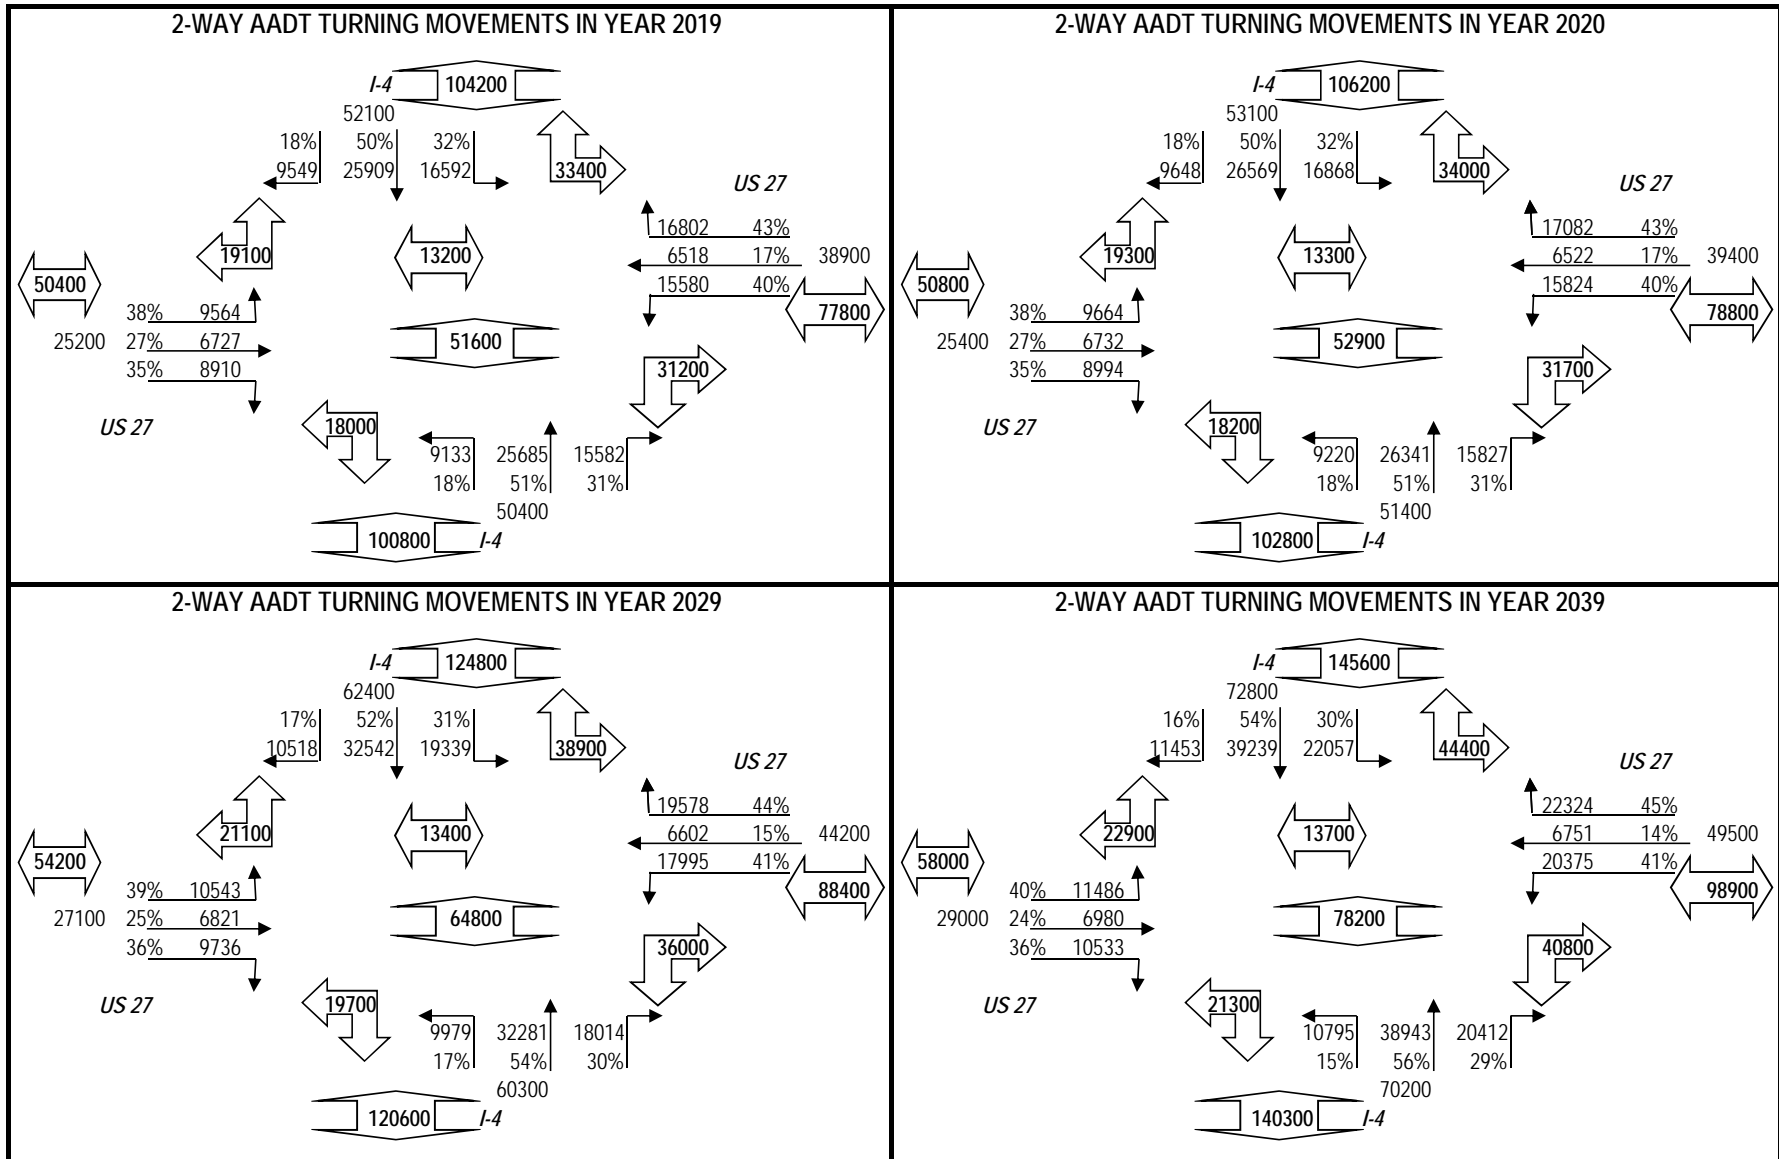 2-WAY AADT TURNING MOVEMENTS IN YEAR 2019
I-4 104200
52100
18% 50% 32%
9549 25909 16592 33400
US 27
16802 43%
19100 13200 6518 17% 38900
50400 15580 40%
38% 9564 77800
25200 27% 6727 51600
35% 8910 31200
US 27 18000
9133 25685 15582
18% 51% 31%
50400
100800 I-4
2-WAY AADT TURNING MOVEMENTS IN YEAR 2020
I-4 106200
53100
18% 50% 32%
9648 26569 16868 34000
US 27
17082 43%
19300 13300 6522 17% 39400
50800 15824 40%
38% 9664 78800
25400 27% 6732 52900
35% 8994 31700
US 27 18200
9220 26341 15827
18% 51% 31%
51400
102800 I-4
2-WAY AADT TURNING MOVEMENTS IN YEAR 2029
I-4 124800
62400
17% 52% 31%
10518 32542 19339 38900
US 27
19578 44%
21100 13400 6602 15% 44200
54200 17995 41%
39% 10543 88400
27100 25% 6821 64800
36% 9736 36000
US 27 19700
9979 32281 18014
17% 54% 30%
60300
120600 I-4
2-WAY AADT TURNING MOVEMENTS IN YEAR 2039
I-4 145600
72800
16% 54% 30%
11453 39239 22057 44400
US 27
22324 45%
22900 13700 6751 14% 49500
58000 20375 41%
40% 11486 98900
29000 24% 6980 78200
36% 10533 40800
US 27 21300
10795 38943 20412
15% 56% 29%
70200
140300 I-4